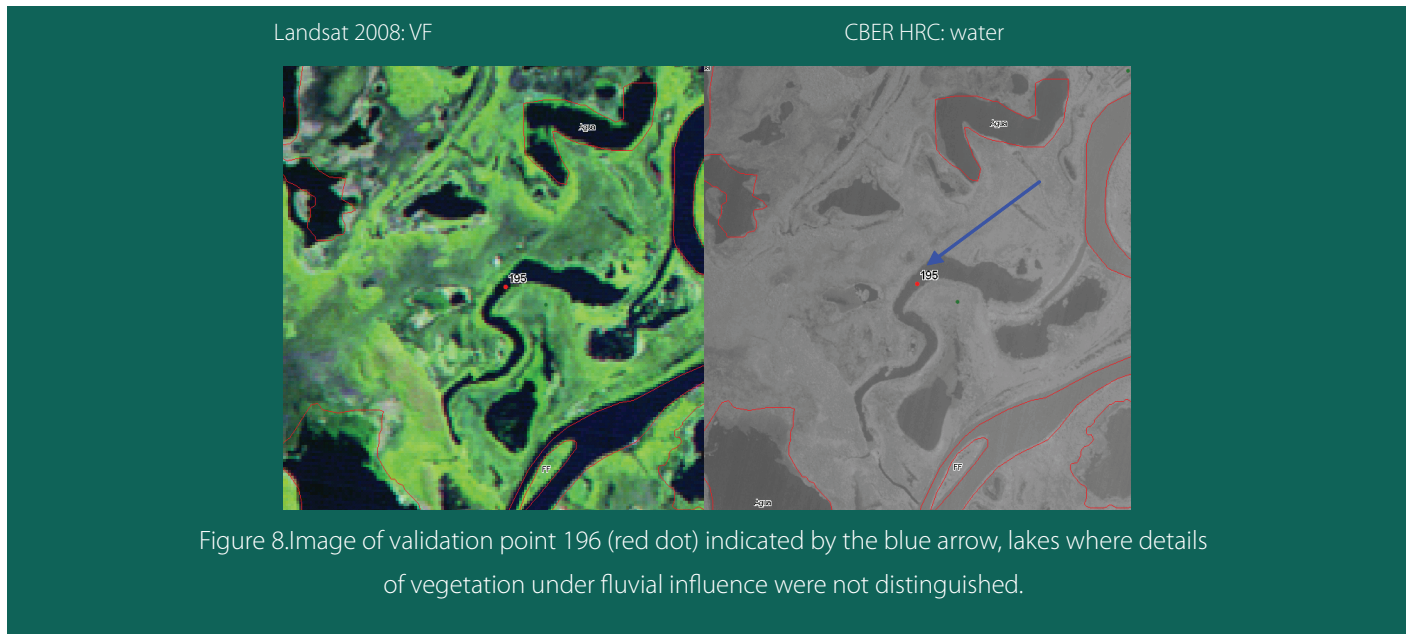 Landsat 2008: VF
CBER HRC: water
Agua
195
FF
Agua
195
FF
Agua
Figure 8.Image of validation point 196 (red dot) indicated by the blue arrow, lakes where details
of vegetation under fluvial influence were not distinguished.